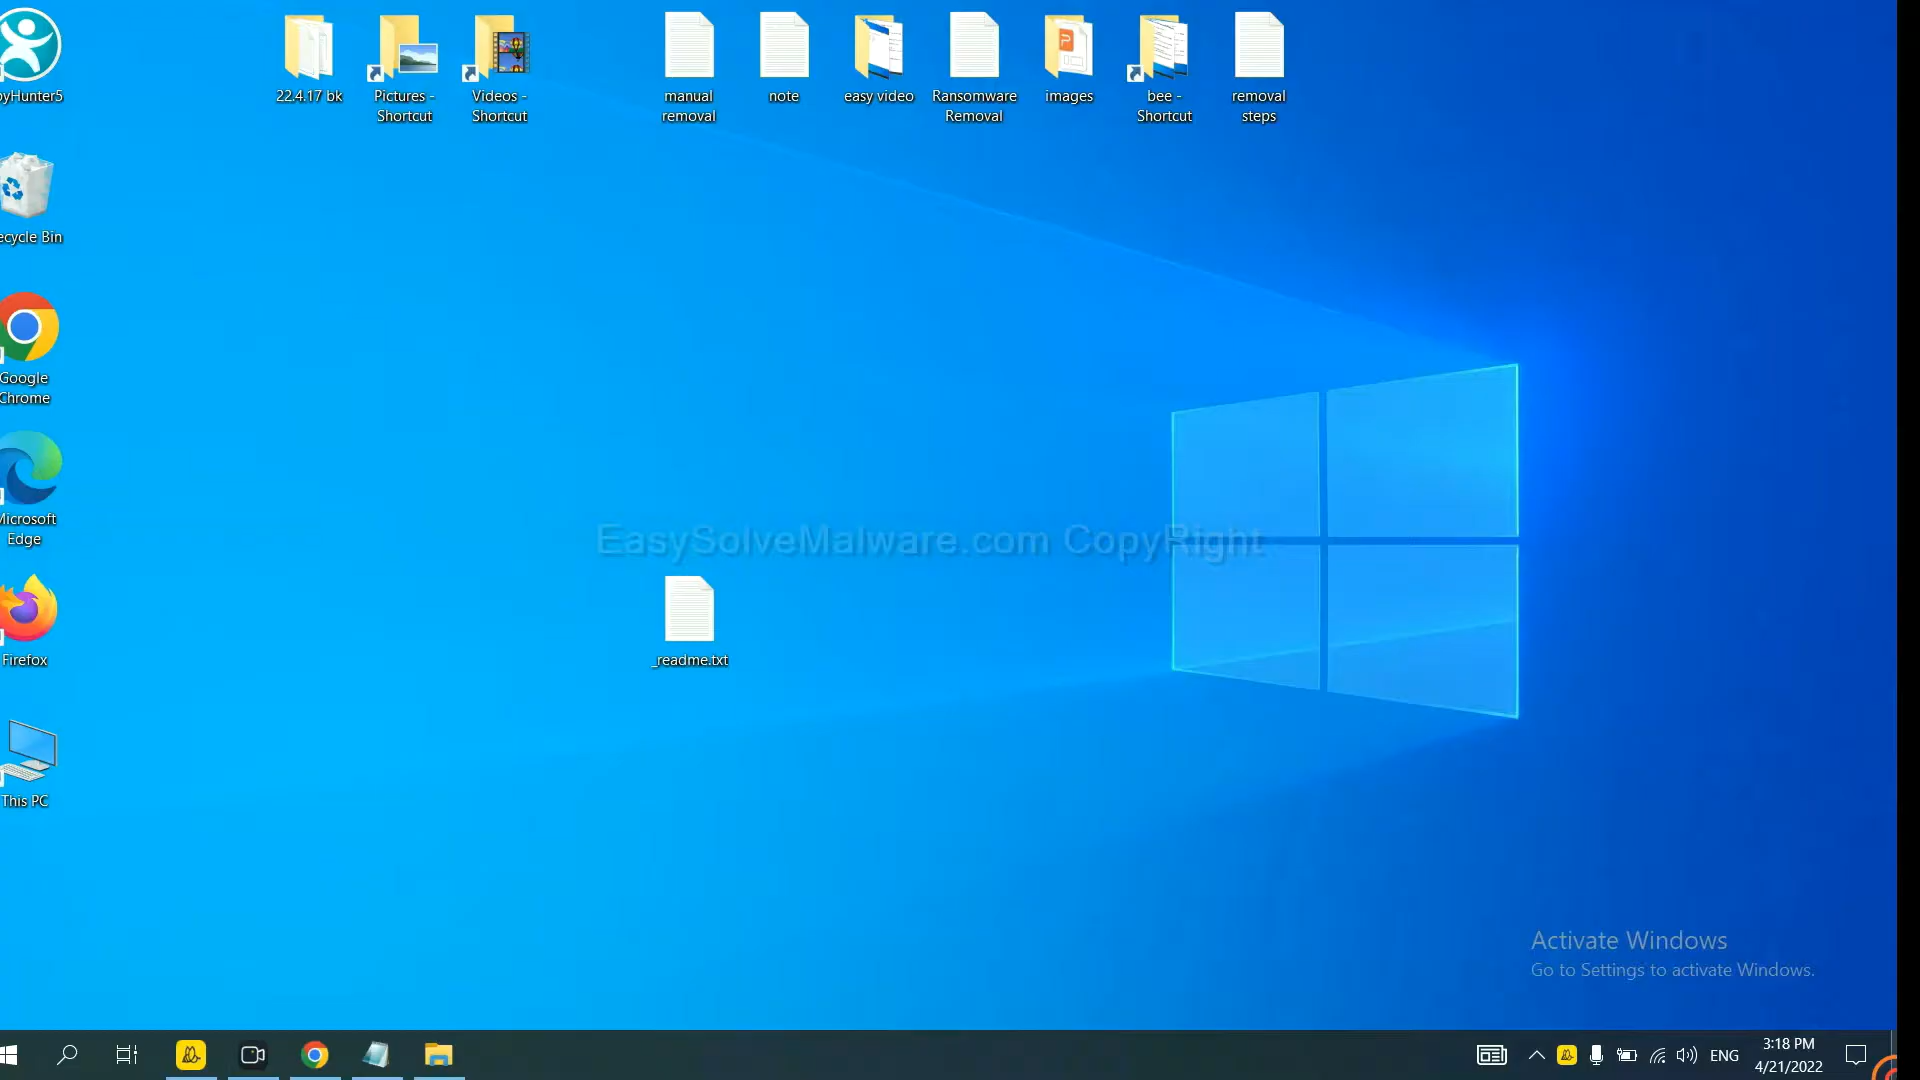 22.4.17 bk
Pictures -
Shortcut
Videos -
Shortcut
manual
removal
note
easy video
Ransomware
Removal
images
bee -
Shortcut
removal
steps
pyHunter5
ecycle Bin
Google
Chrome
Microsoft
Edge
Firefox
This PC
EasySolveMalware.com CopyRight
_readme.txt
Activate Windows
Go to Settings to activate Windows.
ENG
3:18 PM
4/21/2022